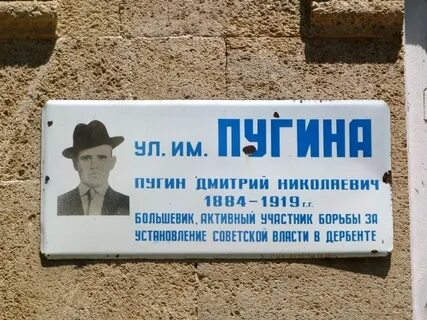 УЛ. ИМ. ПУГИНА
ПУГИН ДМИТРИЙ НИКОЛАЕВИЧ
1884-1919 г.г.
БОЛЬШЕВИК, АКТИВНЫЙ УЧАСТНИК БОРЬБЫ ЗА
УСТАНОВЛЕНИЕ СОВЕТСКОЙ ВЛАСТИ В ДЕРБЕНТЕ